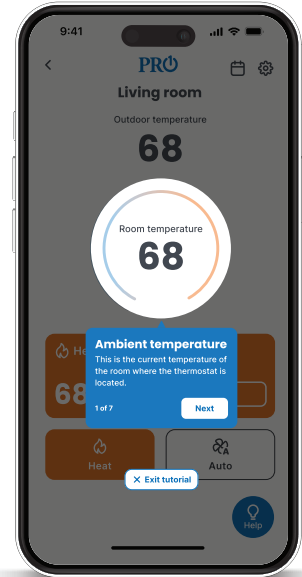 9:41
PRO
Living room
Outdoor temperature
68
Room temperature
68
Ambient temperature
This is the current temperature of
the room where the thermostat is
located.
1 of 7
Next
He
68
Heat
Auto
Exit tutorial
Help